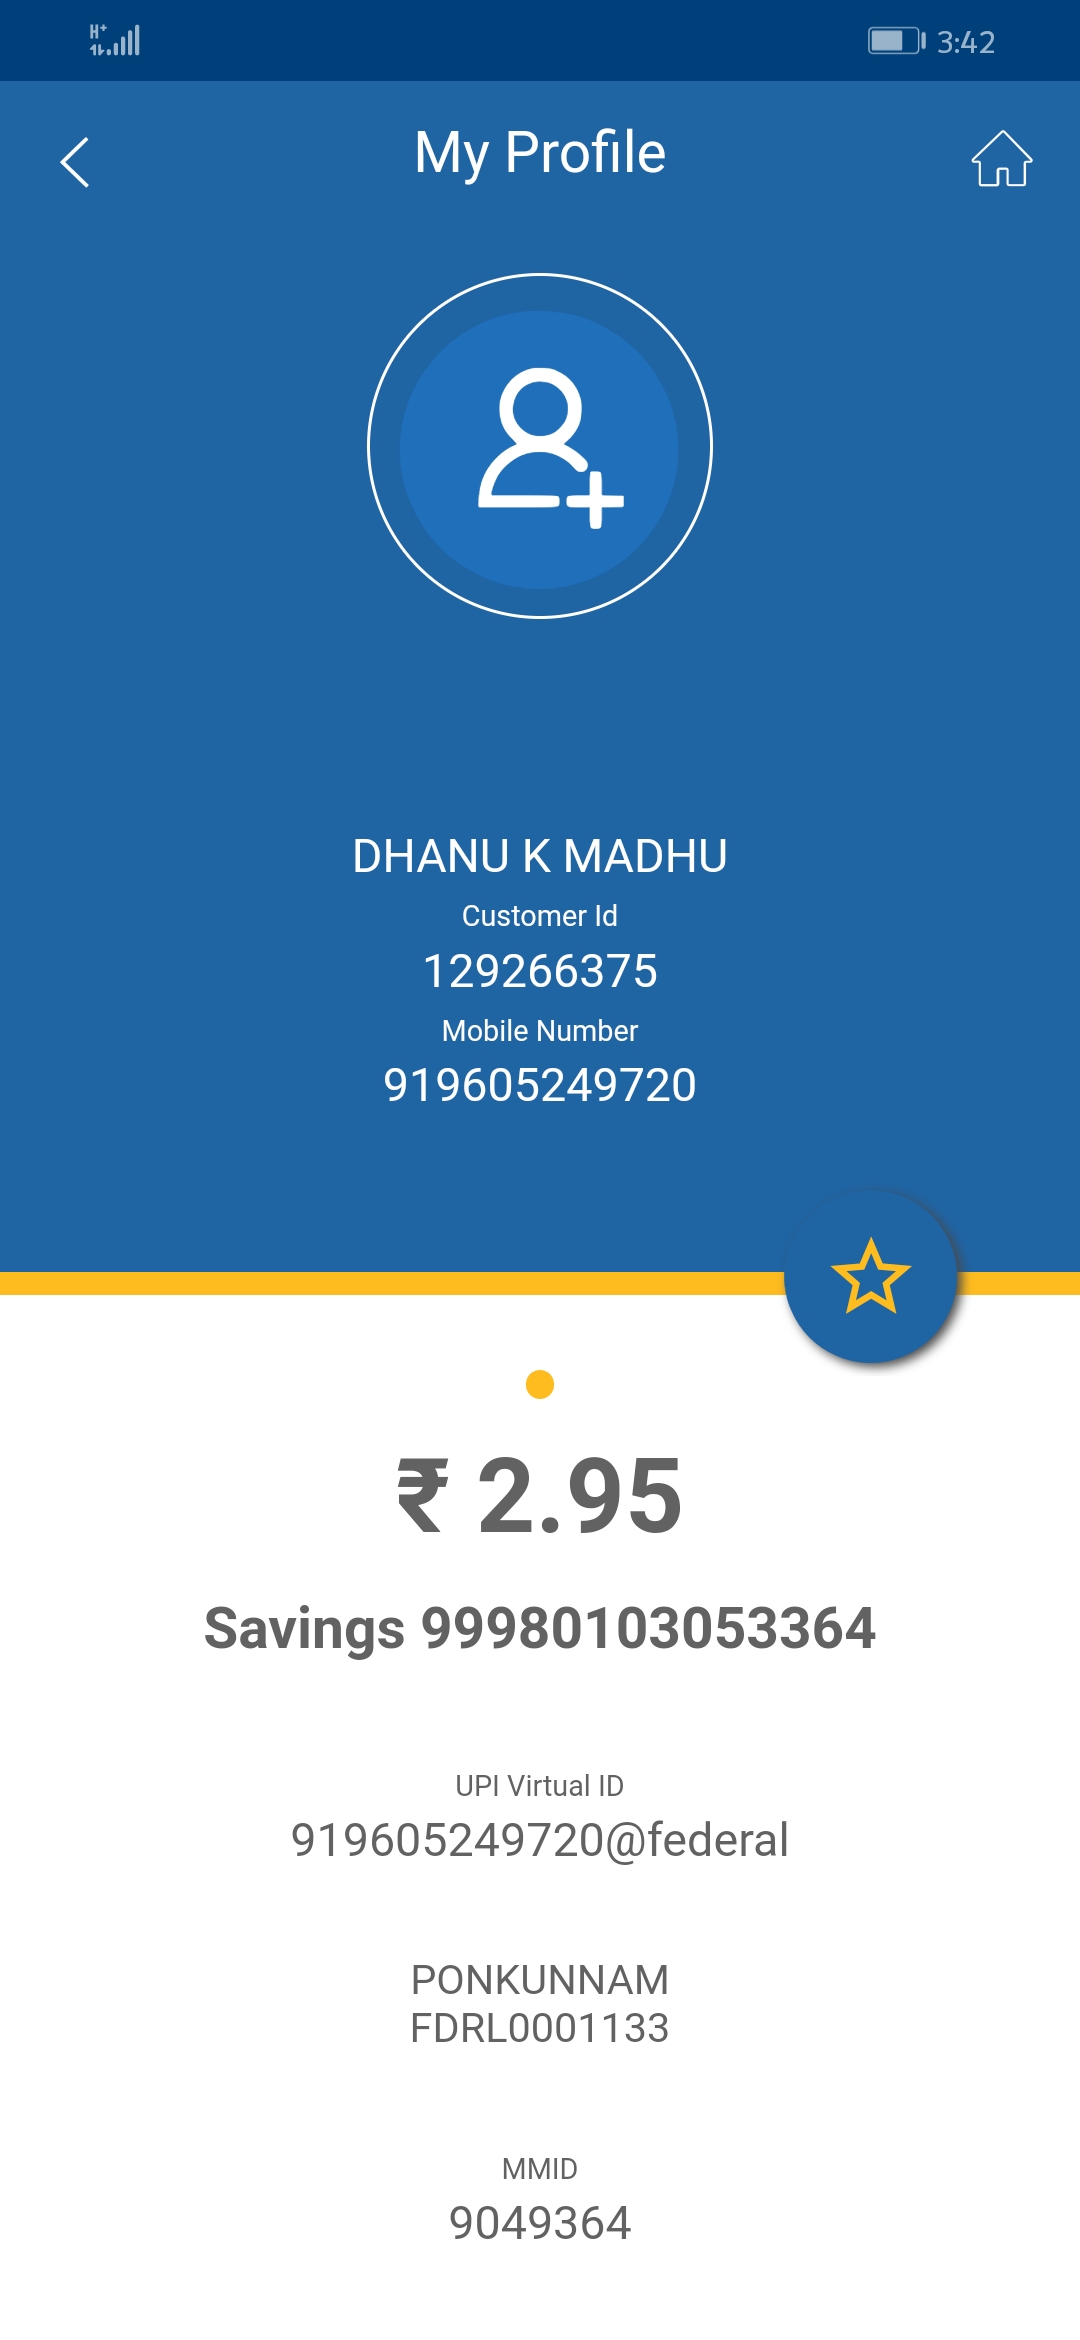 3:42
My Profile
DHANU K MADHU
Customer Id
129266375
Mobile Number
919605249720
₹ 2.95
Savings 99980103053364
UPI Virtual ID
919605249720@federal
PONKUNNAM
FDRL0001133
MMID
9049364